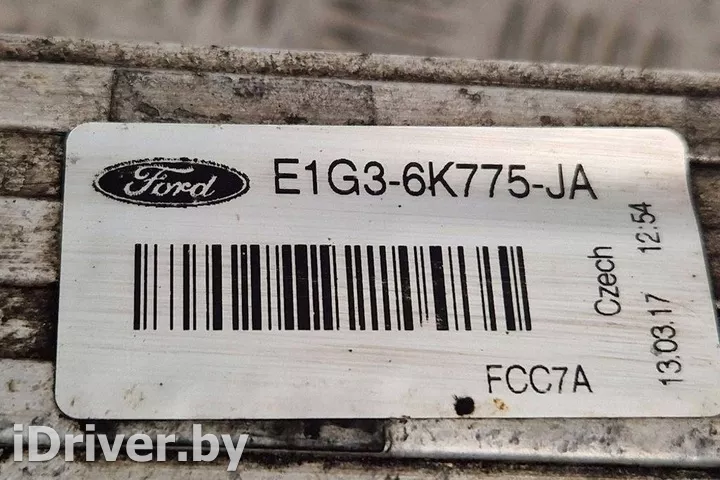 Ford E1G3-6K775-JA
Czech
13.03.17 12:54
FCC7A
iDriver.by